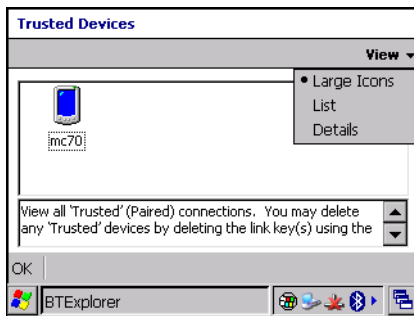 Trusted Devices
View
Large Icons
List
Details
mc70
View all 'Trusted' (Paired) connections. You may delete
any 'Trusted' devices by deleting the link key(s) using the
OK
BTExplorer